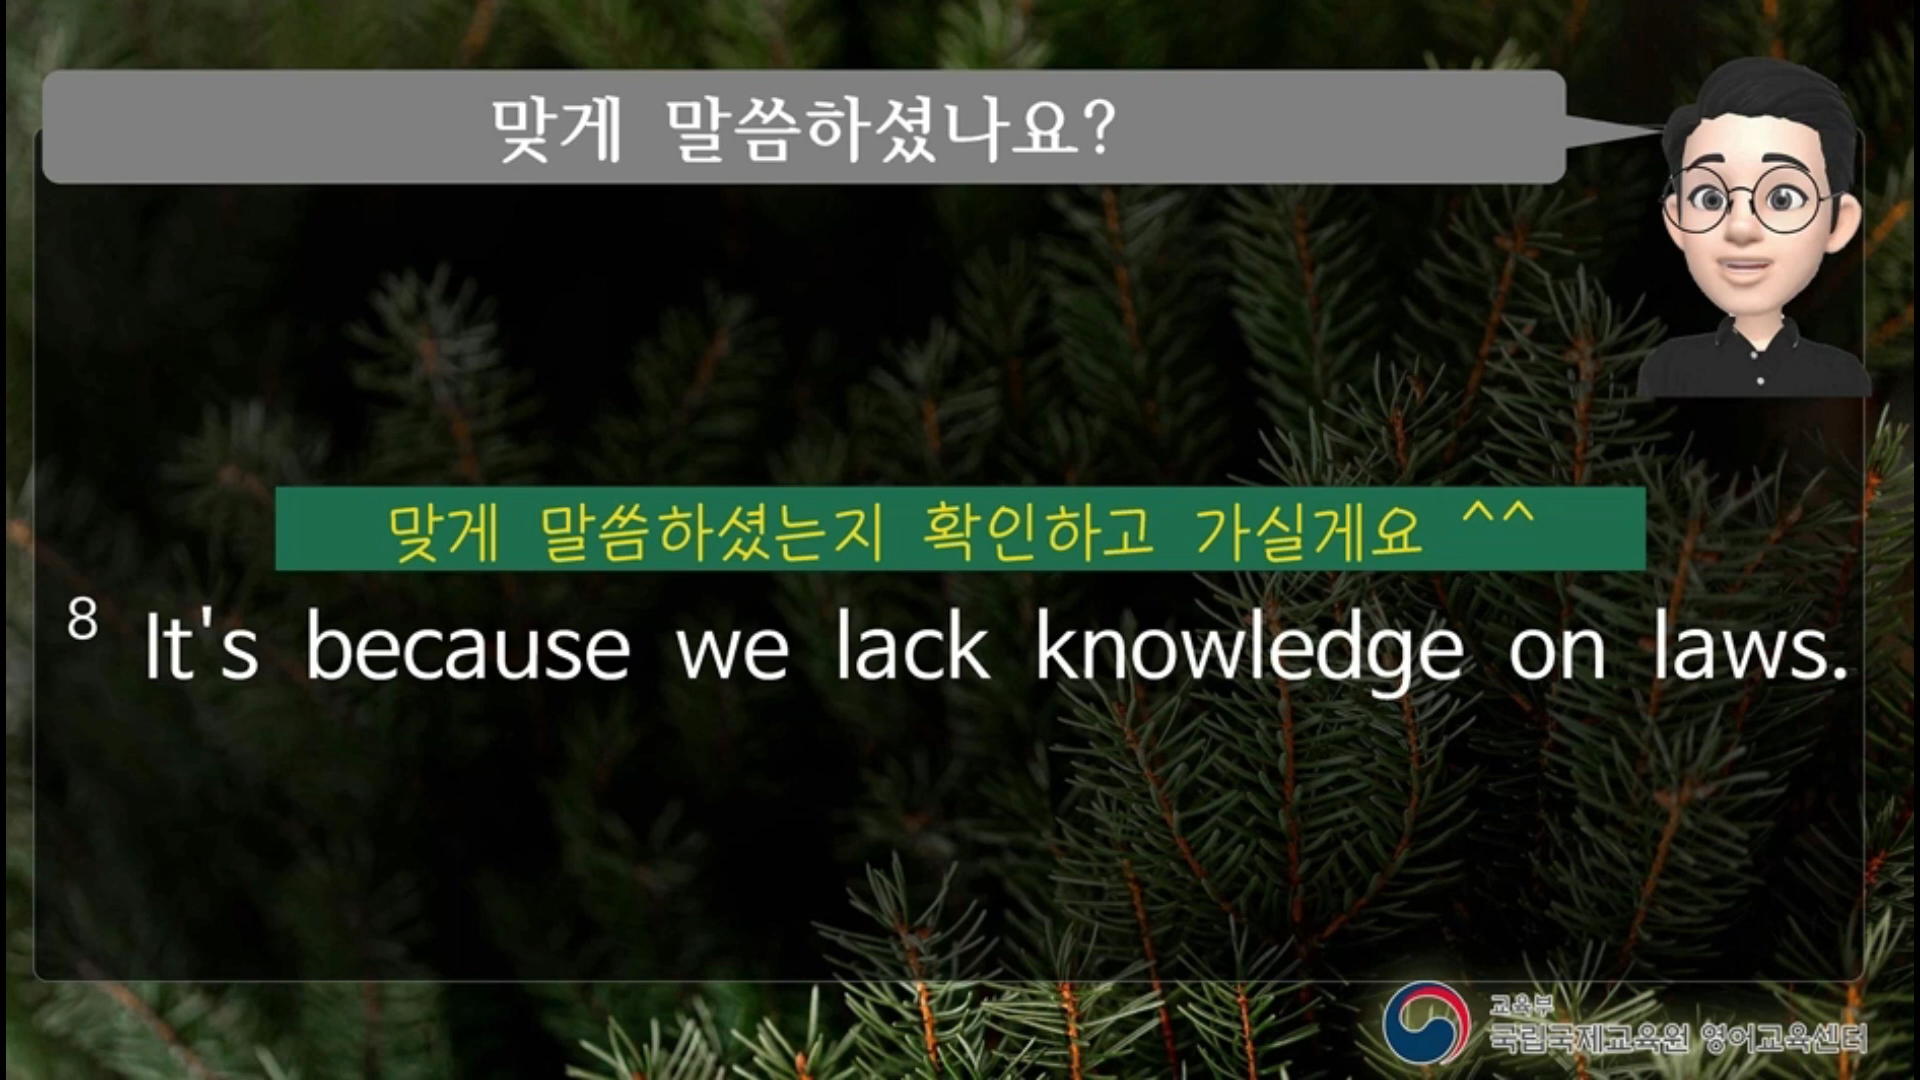 맞게 말씀하셨나요?
맞게 말씀하셨는지 확인하고 가실게요 ^^
8 It's because we lack knowledge on laws.
교육부
국립국제교육원 영어교육센터